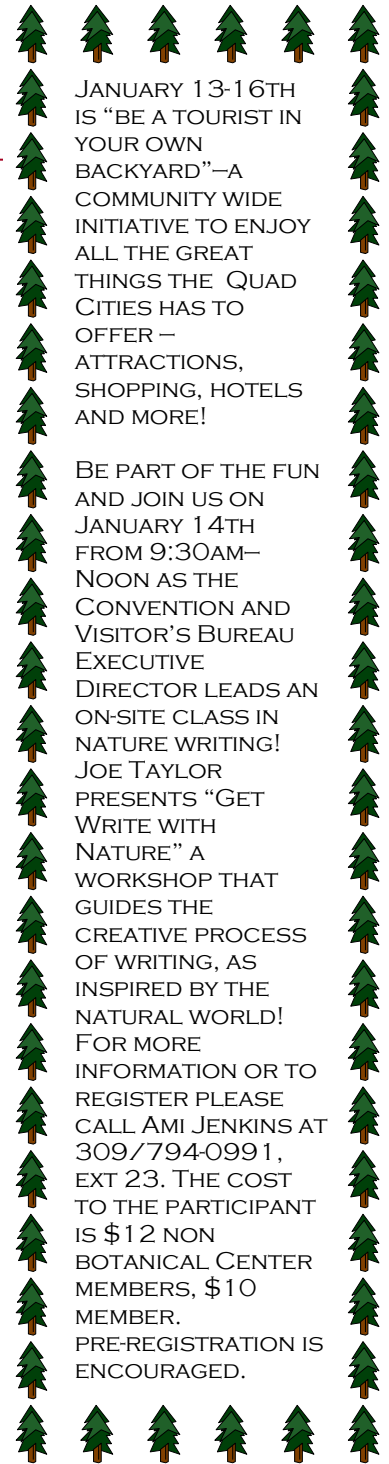 January 13-16th
is “be a tourist in
your own
backyard”—a
community wide
initiative to enjoy
all the great
things the Quad
Cities has to
offer —
attractions,
shopping, hotels
and more!

Be part of the fun
and join us on
January 14th
from 9:30am—
Noon as the
Convention and
Visitor’s Bureau
Executive
Director leads an
on-site class in
nature writing!
Joe Taylor
presents “Get
Write with
Nature” a
workshop that
guides the
creative process
of writing, as
inspired by the
natural world!
For more
information or to
register please
call Ami Jenkins at
309/794-0991,
ext 23. The cost
to the participant
is $12 non
botanical Center
members, $10
member.
pre-registration is
encouraged.